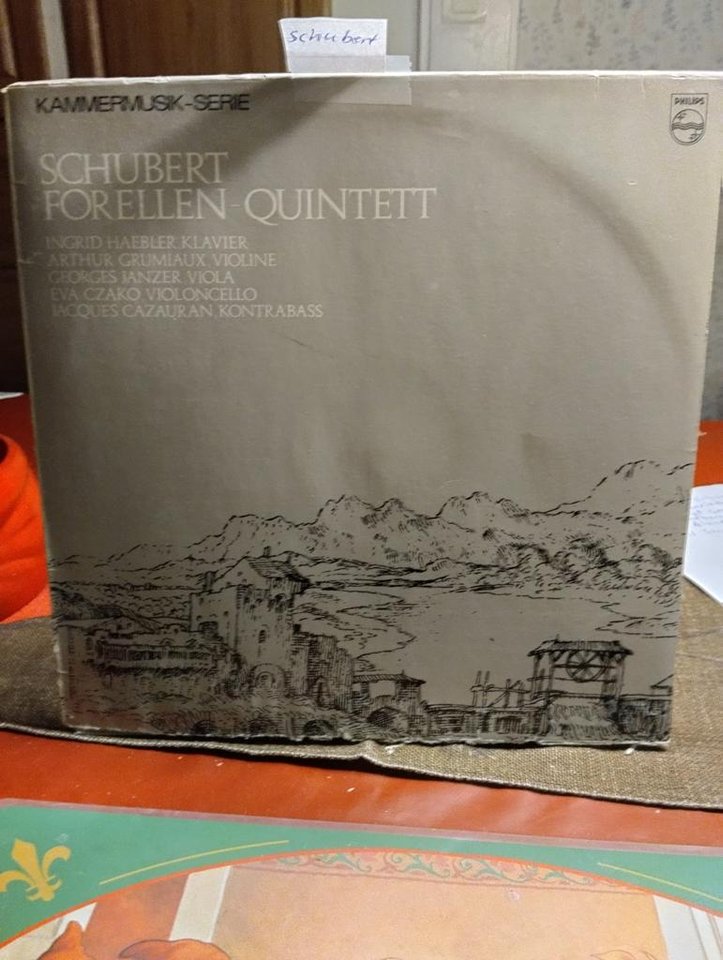 schubert
KAMMERMUSIK-SERIE
PHILIPS
SCHUBERT
FORELLEN-QUINTETT
INGRID HAEBLER KLAVIER
ARTHUR GRUMIAUX VIOLINE
GEORGES JANZER VIOLA
EVA CZAKO VIOLONCELLO
JACQUES CAZAURAN KONTRABASS